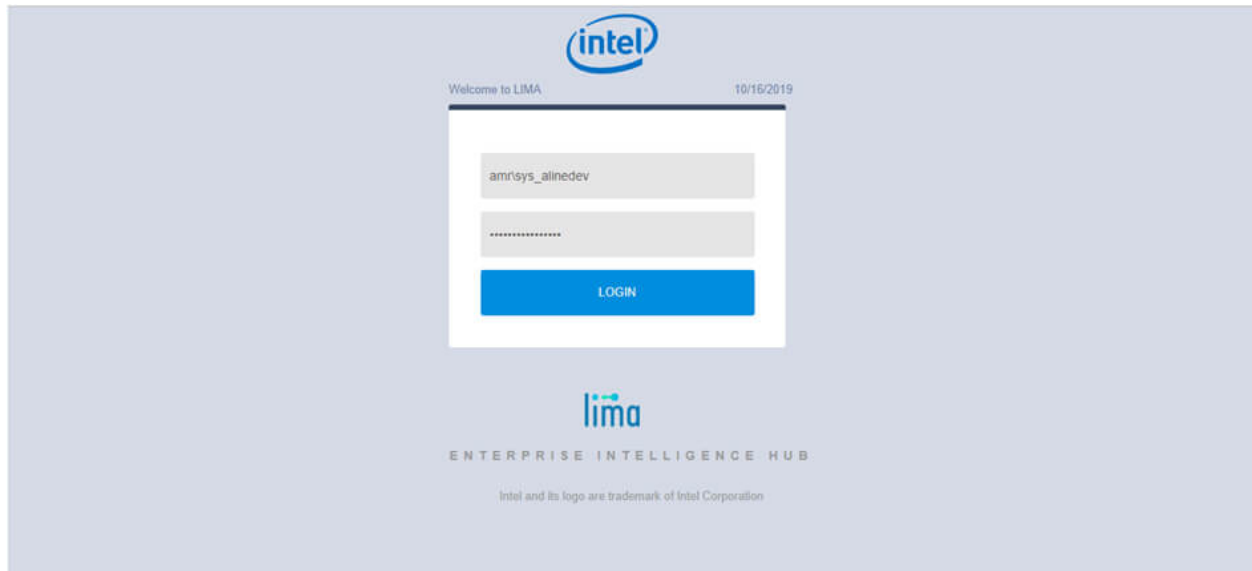 intel
Welcome to LIMA 10/16/2019
amr\sys_alinedev
••••••••••••••••
LOGIN
lima
ENTERPRISE INTELLIGENCE HUB
Intel and its logo are trademark of Intel Corporation